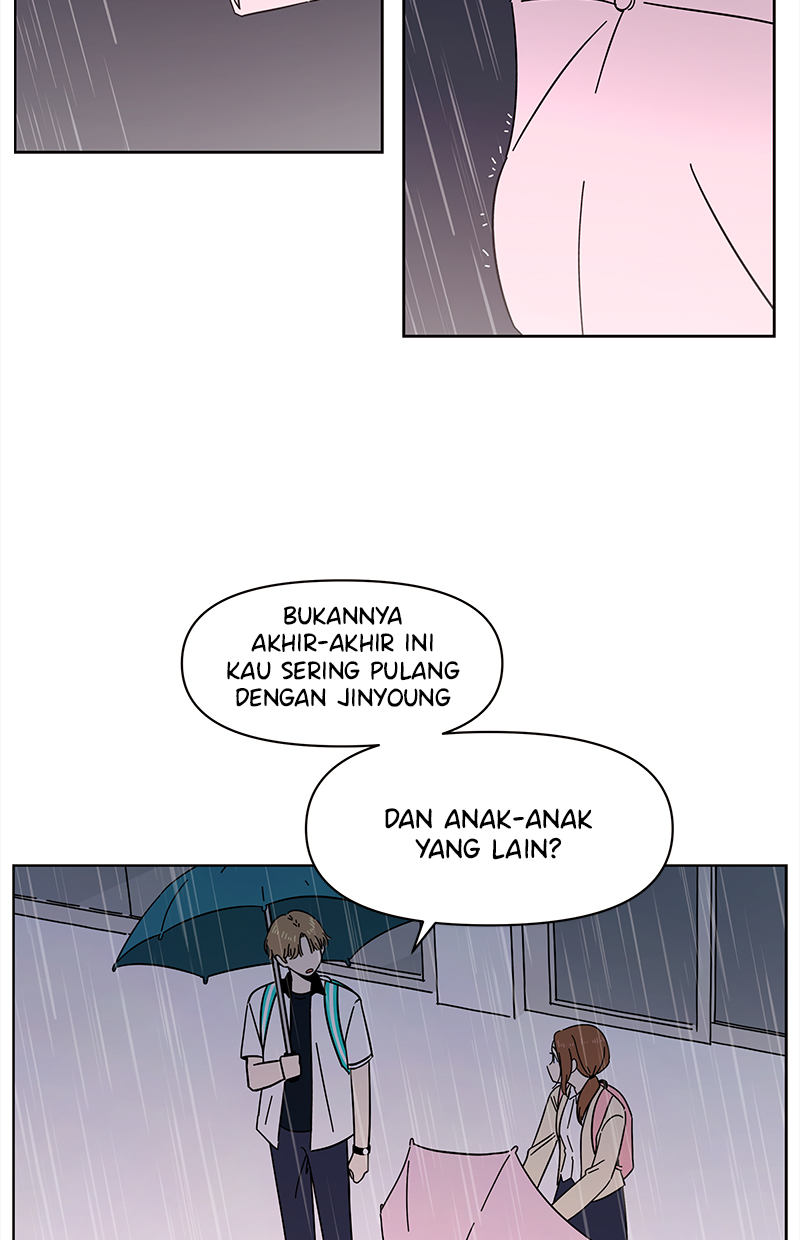 BUKANNYA
AKHIR-AKHIR INI
KAU SERING PULANG
DENGAN JINYOUNG
DAN ANAK-ANAK
YANG LAIN?